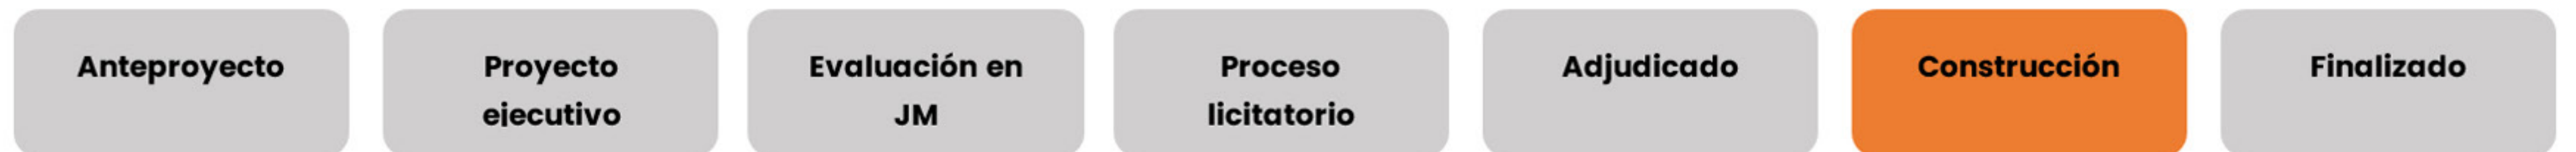 Anteproyecto
Proyecto
ejecutivo
Evaluación en
JM
Proceso
licitatorio
Adjudicado
Construcción
Finalizado